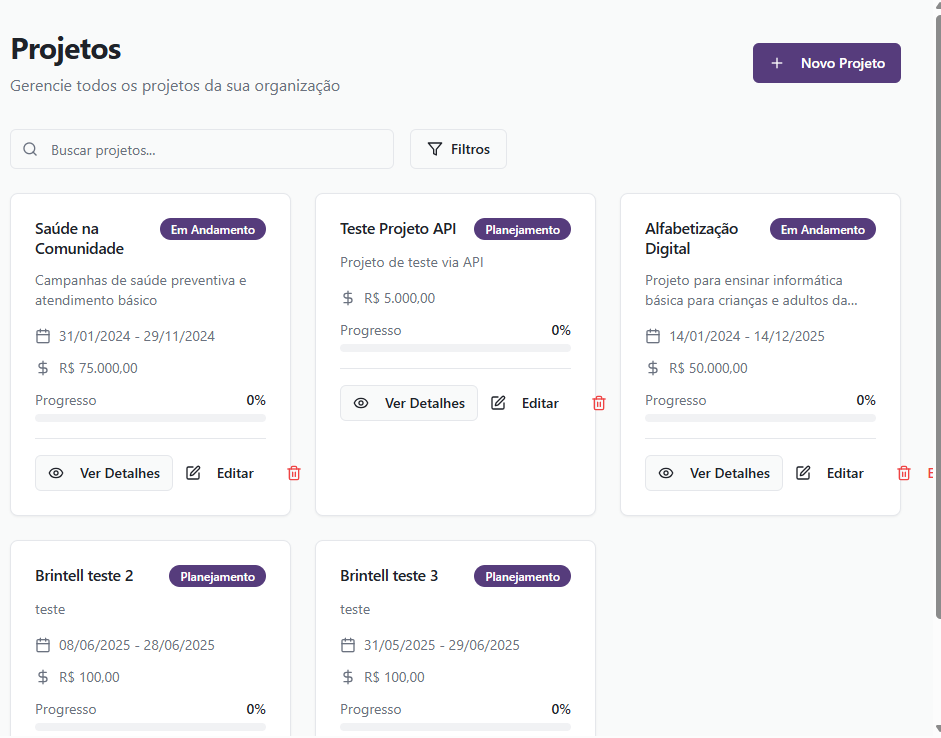 Projetos
Gerencie todos os projetos da sua organização
Novo Projeto
Buscar projetos...
Filtros
Saúde na
Comunidade
Em Andamento
Campanhas de saúde preventiva e
atendimento básico
31/01/2024 - 29/11/2024
R$ 75.000,00
Progresso 0%
Ver Detalhes
Editar
Teste Projeto API
Planejamento
Projeto de teste via API
R$ 5.000,00
Progresso 0%
Ver Detalhes
Editar
Alfabetização
Digital
Em Andamento
Projeto para ensinar informática
básica para crianças e adultos da...
14/01/2024 - 14/12/2025
R$ 50.000,00
Progresso 0%
Ver Detalhes
Editar
Brintell teste 2
Planejamento
teste
08/06/2025 - 28/06/2025
R$ 100,00
Progresso 0%
Brintell teste 3
Planejamento
teste
31/05/2025 - 29/06/2025
R$ 100,00
Progresso 0%